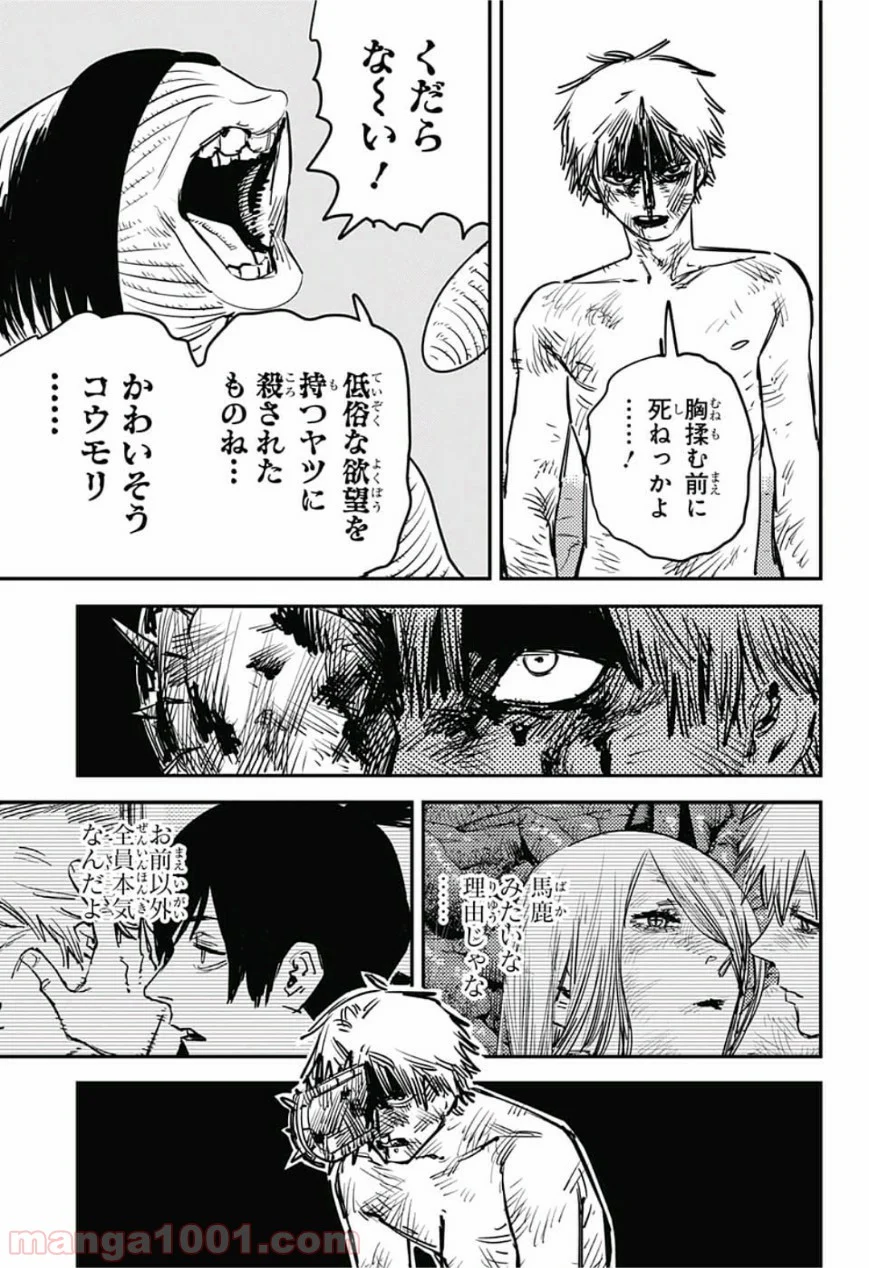 胸揉む前に
死ねっかよ
……!
くだら
な〜い!
低俗な欲望を
持つヤツに
殺された
ものね…
かわいそう
コウモリ
……
馬鹿
みたいな
理由じゃな
……
お前以外
全員本気
なんだよ
manga1001.com